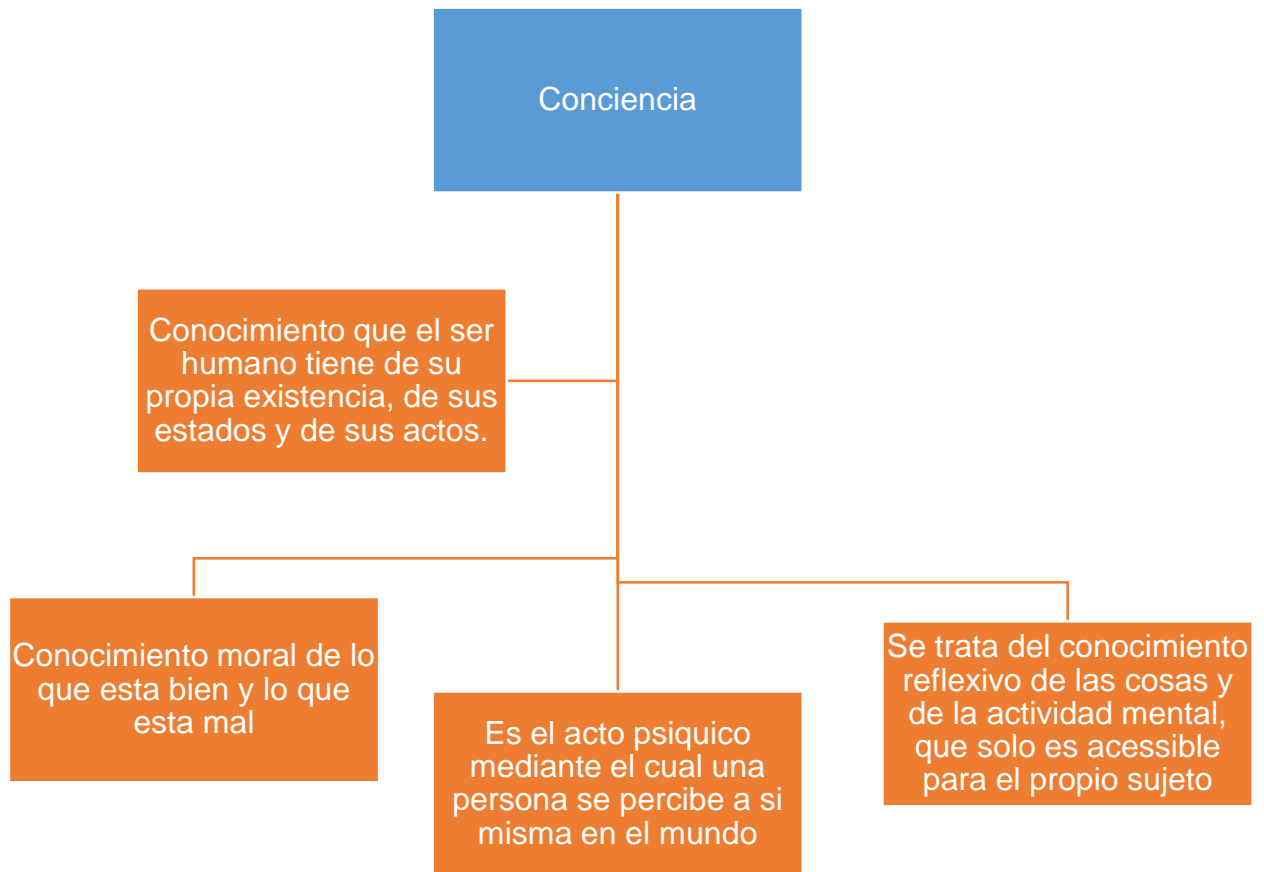 Conciencia
Conocimiento que el ser
humano tiene de su
propia existencia, de sus
estados y de sus actos.
Conocimiento moral de lo
que esta bien y lo que
esta mal
Es el acto psiquico
mediante el cual una
persona se percibe a si
misma en el mundo
Se trata del conocimiento
reflexivo de las cosas y
de la actividad mental,
que solo es acessible
para el propio sujeto